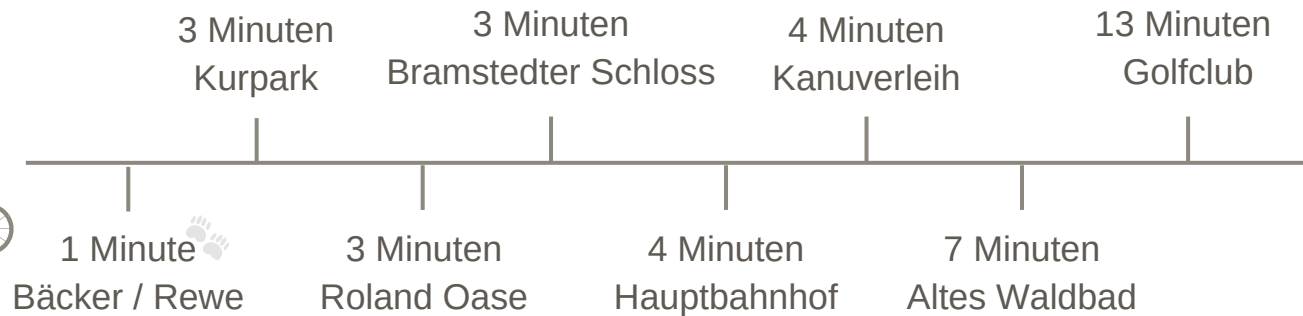 3 Minuten
Kurpark
3 Minuten
Bramstedter Schloss
4 Minuten
Kanuverleih
13 Minuten
Golfclub
1 Minute
Bäcker / Rewe
3 Minuten
Roland Oase
4 Minuten
Hauptbahnhof
7 Minuten
Altes Waldbad